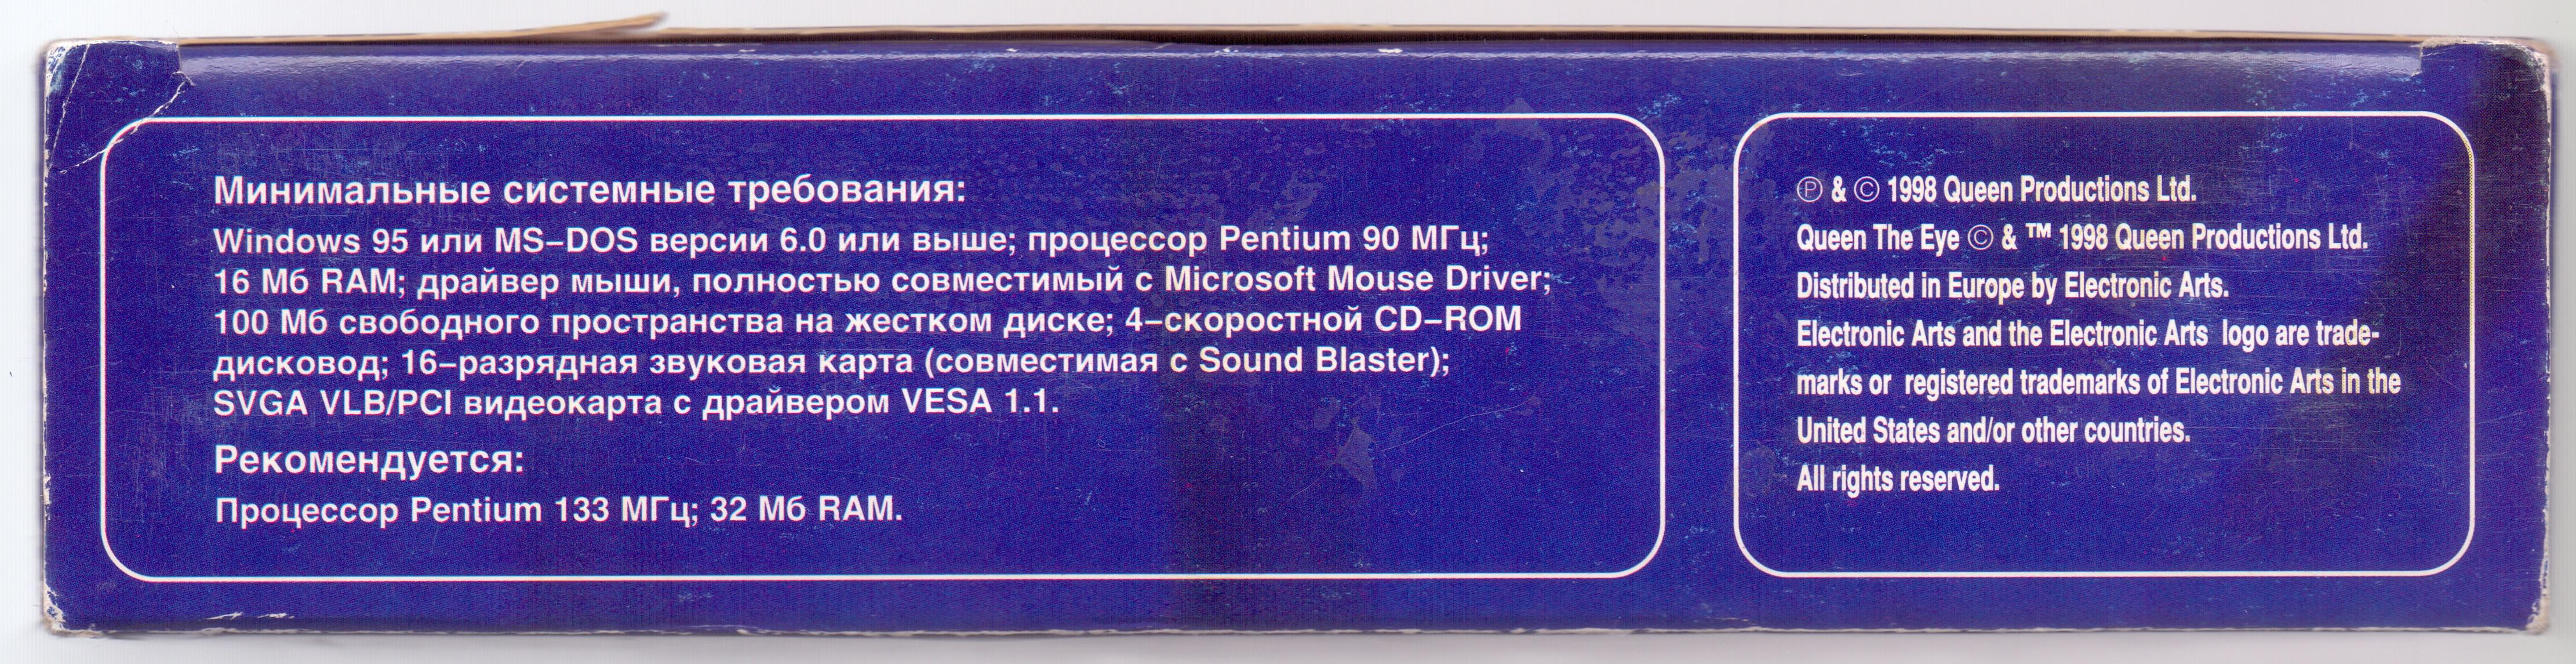 Минимальные системные требования:
Windows 95 или MS–DOS версии 6.0 или выше; процессор Pentium 90 МГц;
16 Мб RAM; драйвер мыши, полностью совместимый с Microsoft Mouse Driver;
100 Мб свободного пространства на жестком диске; 4–скоростной CD–ROM
дисковод; 16–разрядная звуковая карта (совместимая с Sound Blaster);
SVGA VLB/PCI видеокарта с драйвером VESA 1.1.
Рекомендуется:
Процессор Pentium 133 МГц; 32 Мб RAM.
℗ & © 1998 Queen Productions Ltd.
Queen The Eye © & ™ 1998 Queen Productions Ltd.
Distributed in Europe by Electronic Arts.
Electronic Arts and the Electronic Arts logo are trade-
marks or registered trademarks of Electronic Arts in the
United States and/or other countries.
All rights reserved.